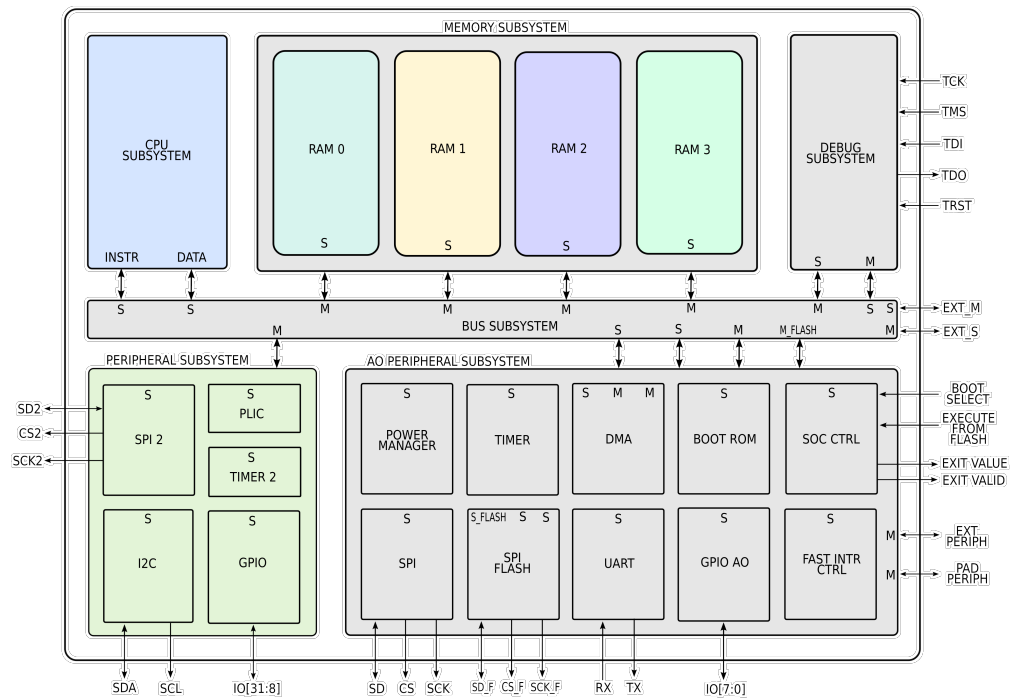 MEMORY SUBSYSTEM
CPU
SUBSYSTEM
INSTR
DATA
RAM 0
S
RAM 1
S
RAM 2
S
RAM 3
S
DEBUG
SUBSYSTEM
S
M
TCK
TMS
TDI
TDO
TRST
S
S
M
M
M
M
M
S
S
EXT_M
BUS SUBSYSTEM
M
S
S
M
M_FLASH
M
EXT_S
PERIPHERAL SUBSYSTEM
SD2
CS2
SCK2
S
SPI 2
S
PLIC
S
TIMER 2
S
I2C
S
GPIO
AO PERIPHERAL SUBSYSTEM
S
POWER
MANAGER
S
TIMER
S
M
M
DMA
S
BOOT ROM
S
SOC CTRL
BOOT
SELECT
EXECUTE
FROM
FLASH
EXIT VALUE
EXIT VALID
S
SPI
S_FLASH
S
S
SPI
FLASH
S
UART
S
GPIO AO
S
FAST INTR
CTRL
M
EXT
PERIPH
M
PAD
PERIPH
SDA
SCL
IO[31:8]
SD
CS
SCK
SD_F
CS_F
SCK_F
RX
TX
IO[7:0]